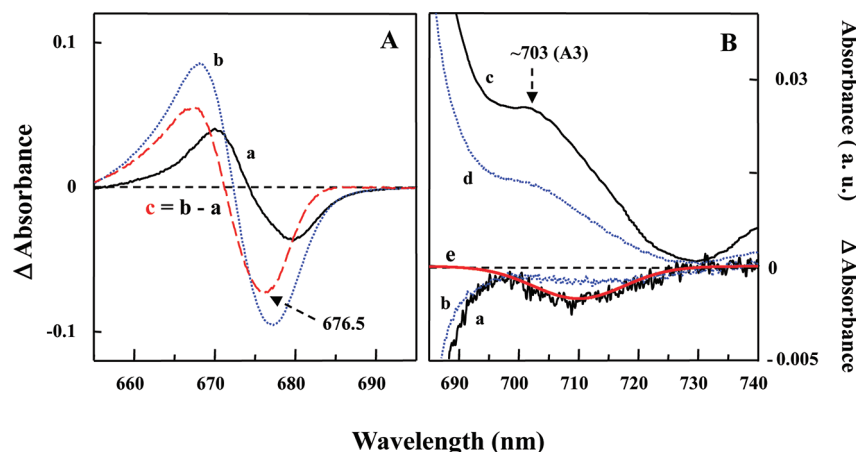 0.1
0
-0.1
Δ Absorbance
A
b
a
c = b - a
676.5
660 670 680 690
B
~703 (A3)
c
d
e
b
a
690 700 710 720 730 740
0.03
0
- 0.005
Absorbance ( a. u.)
Δ Absorbance
Wavelength (nm)